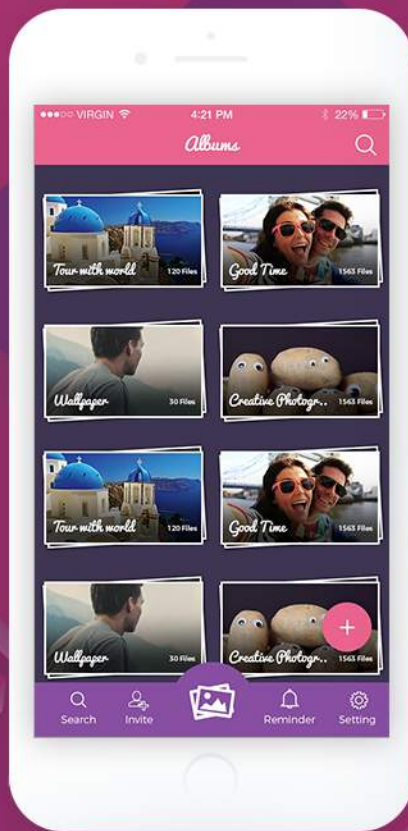 VIRGIN 4:21 PM 22%
Albums
Tour with world 120 Files
Good Time 1563 Files
Wallpaper 30 Files
Creative Photogr.. 1563 Files
Tour with world 120 Files
Good Time 1563 Files
Wallpaper 30 Files
Creative Photogr.. 1563 Files
Search Invite Reminder Setting